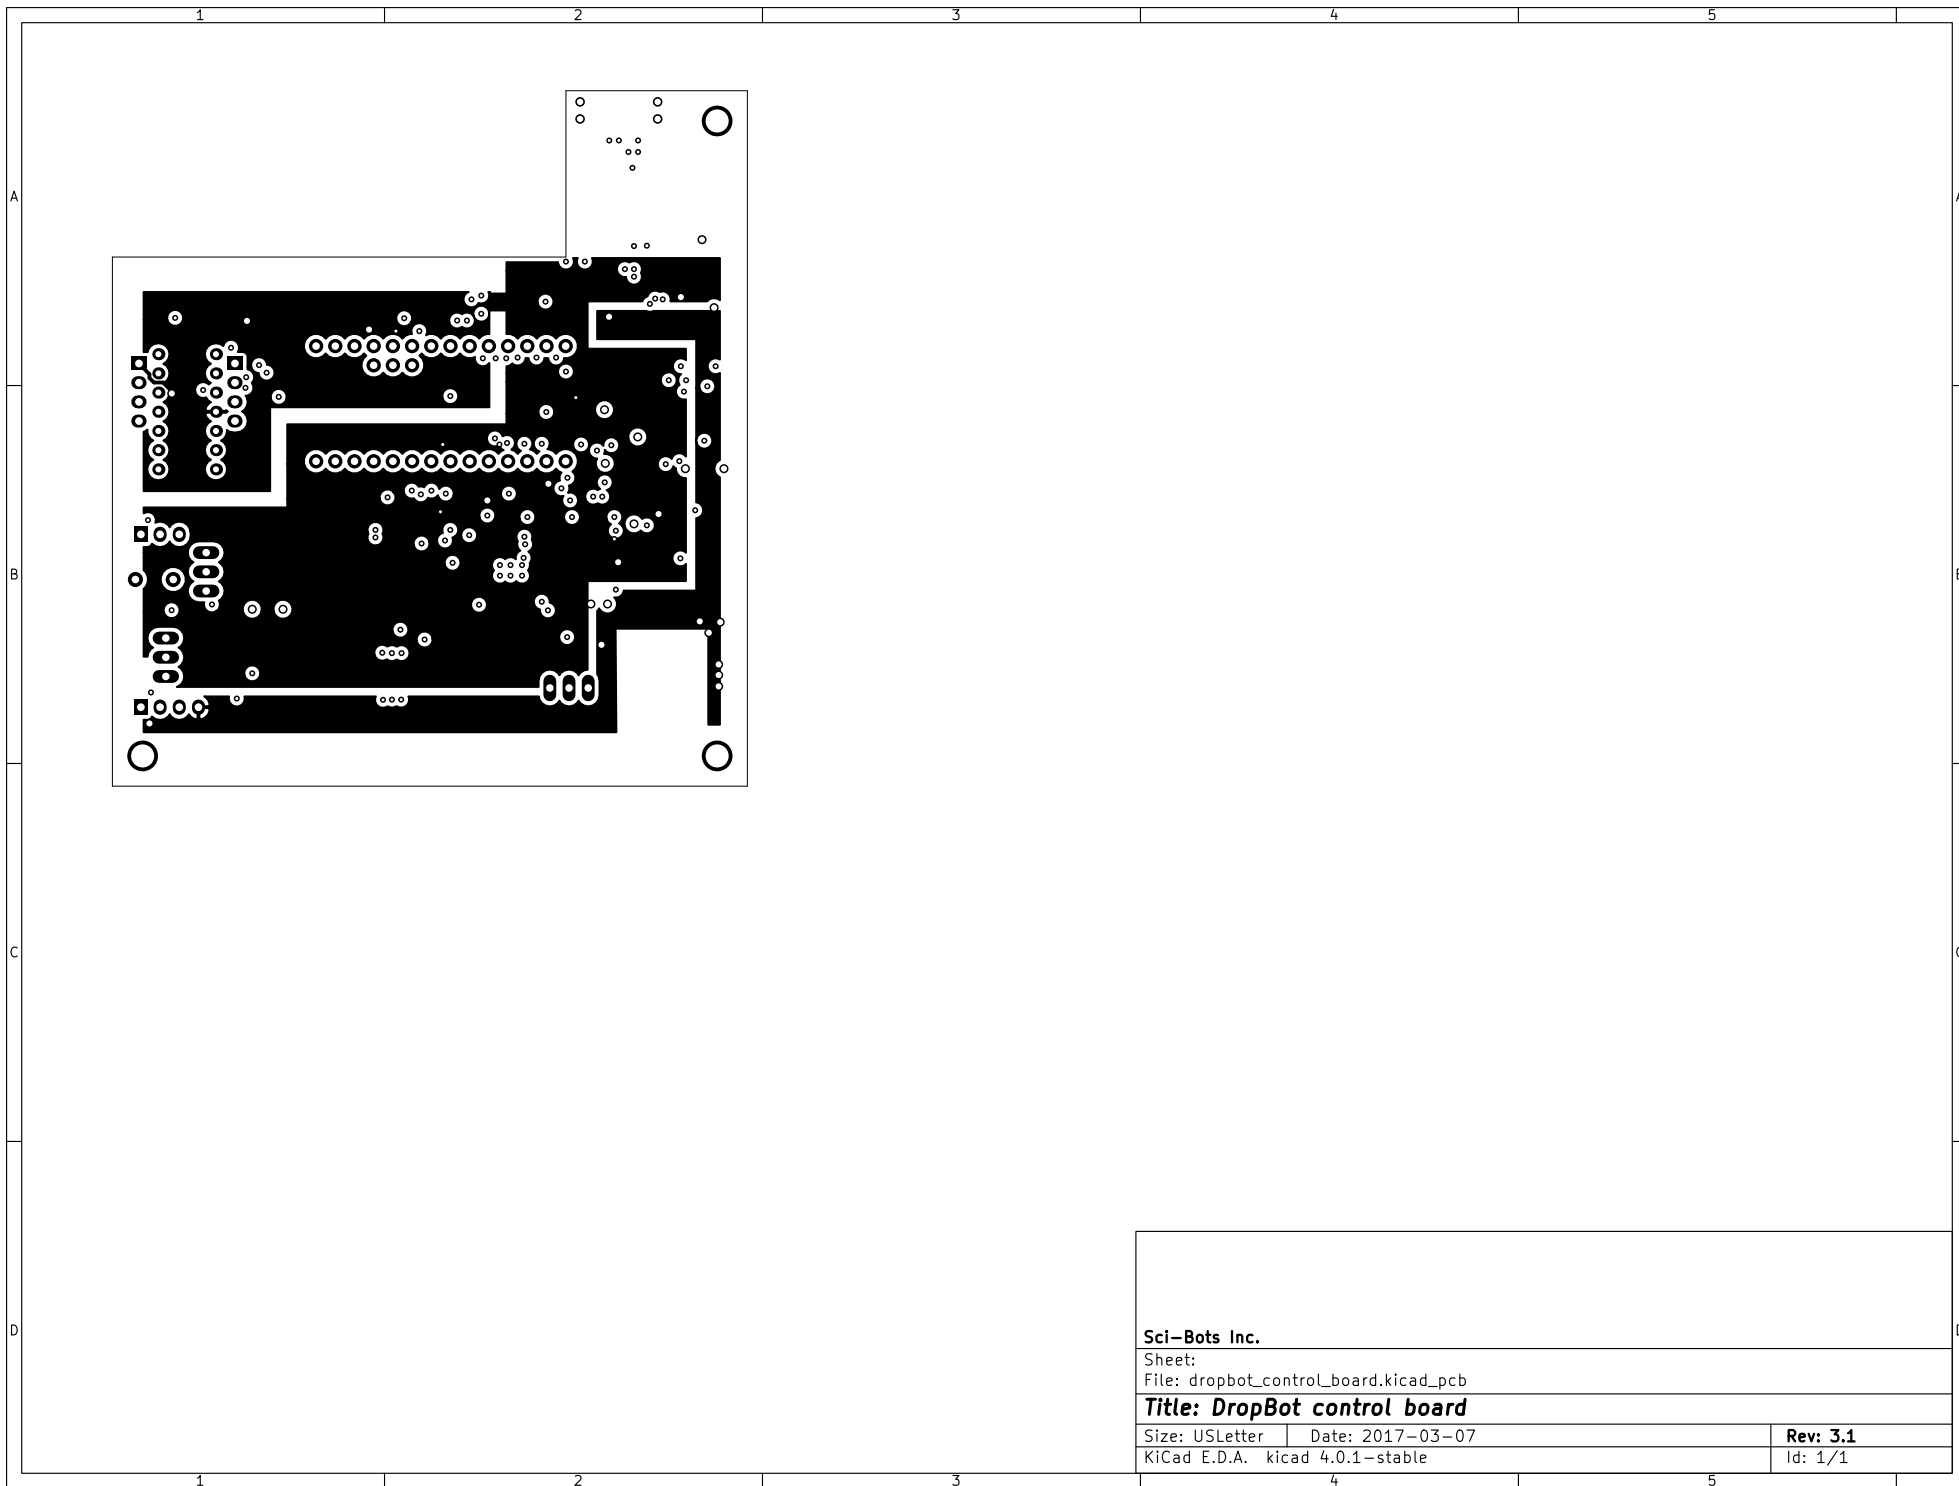 1 2 3 4 5
A A
B B
C C
D D
Sci-Bots Inc.
Sheet:
File: dropbot_control_board.kicad_pcb
Title: DropBot control board
Size: USLetter Date: 2017-03-07 Rev: 3.1
KiCad E.D.A. kicad 4.0.1-stable Id: 1/1
1 2 3 4 5